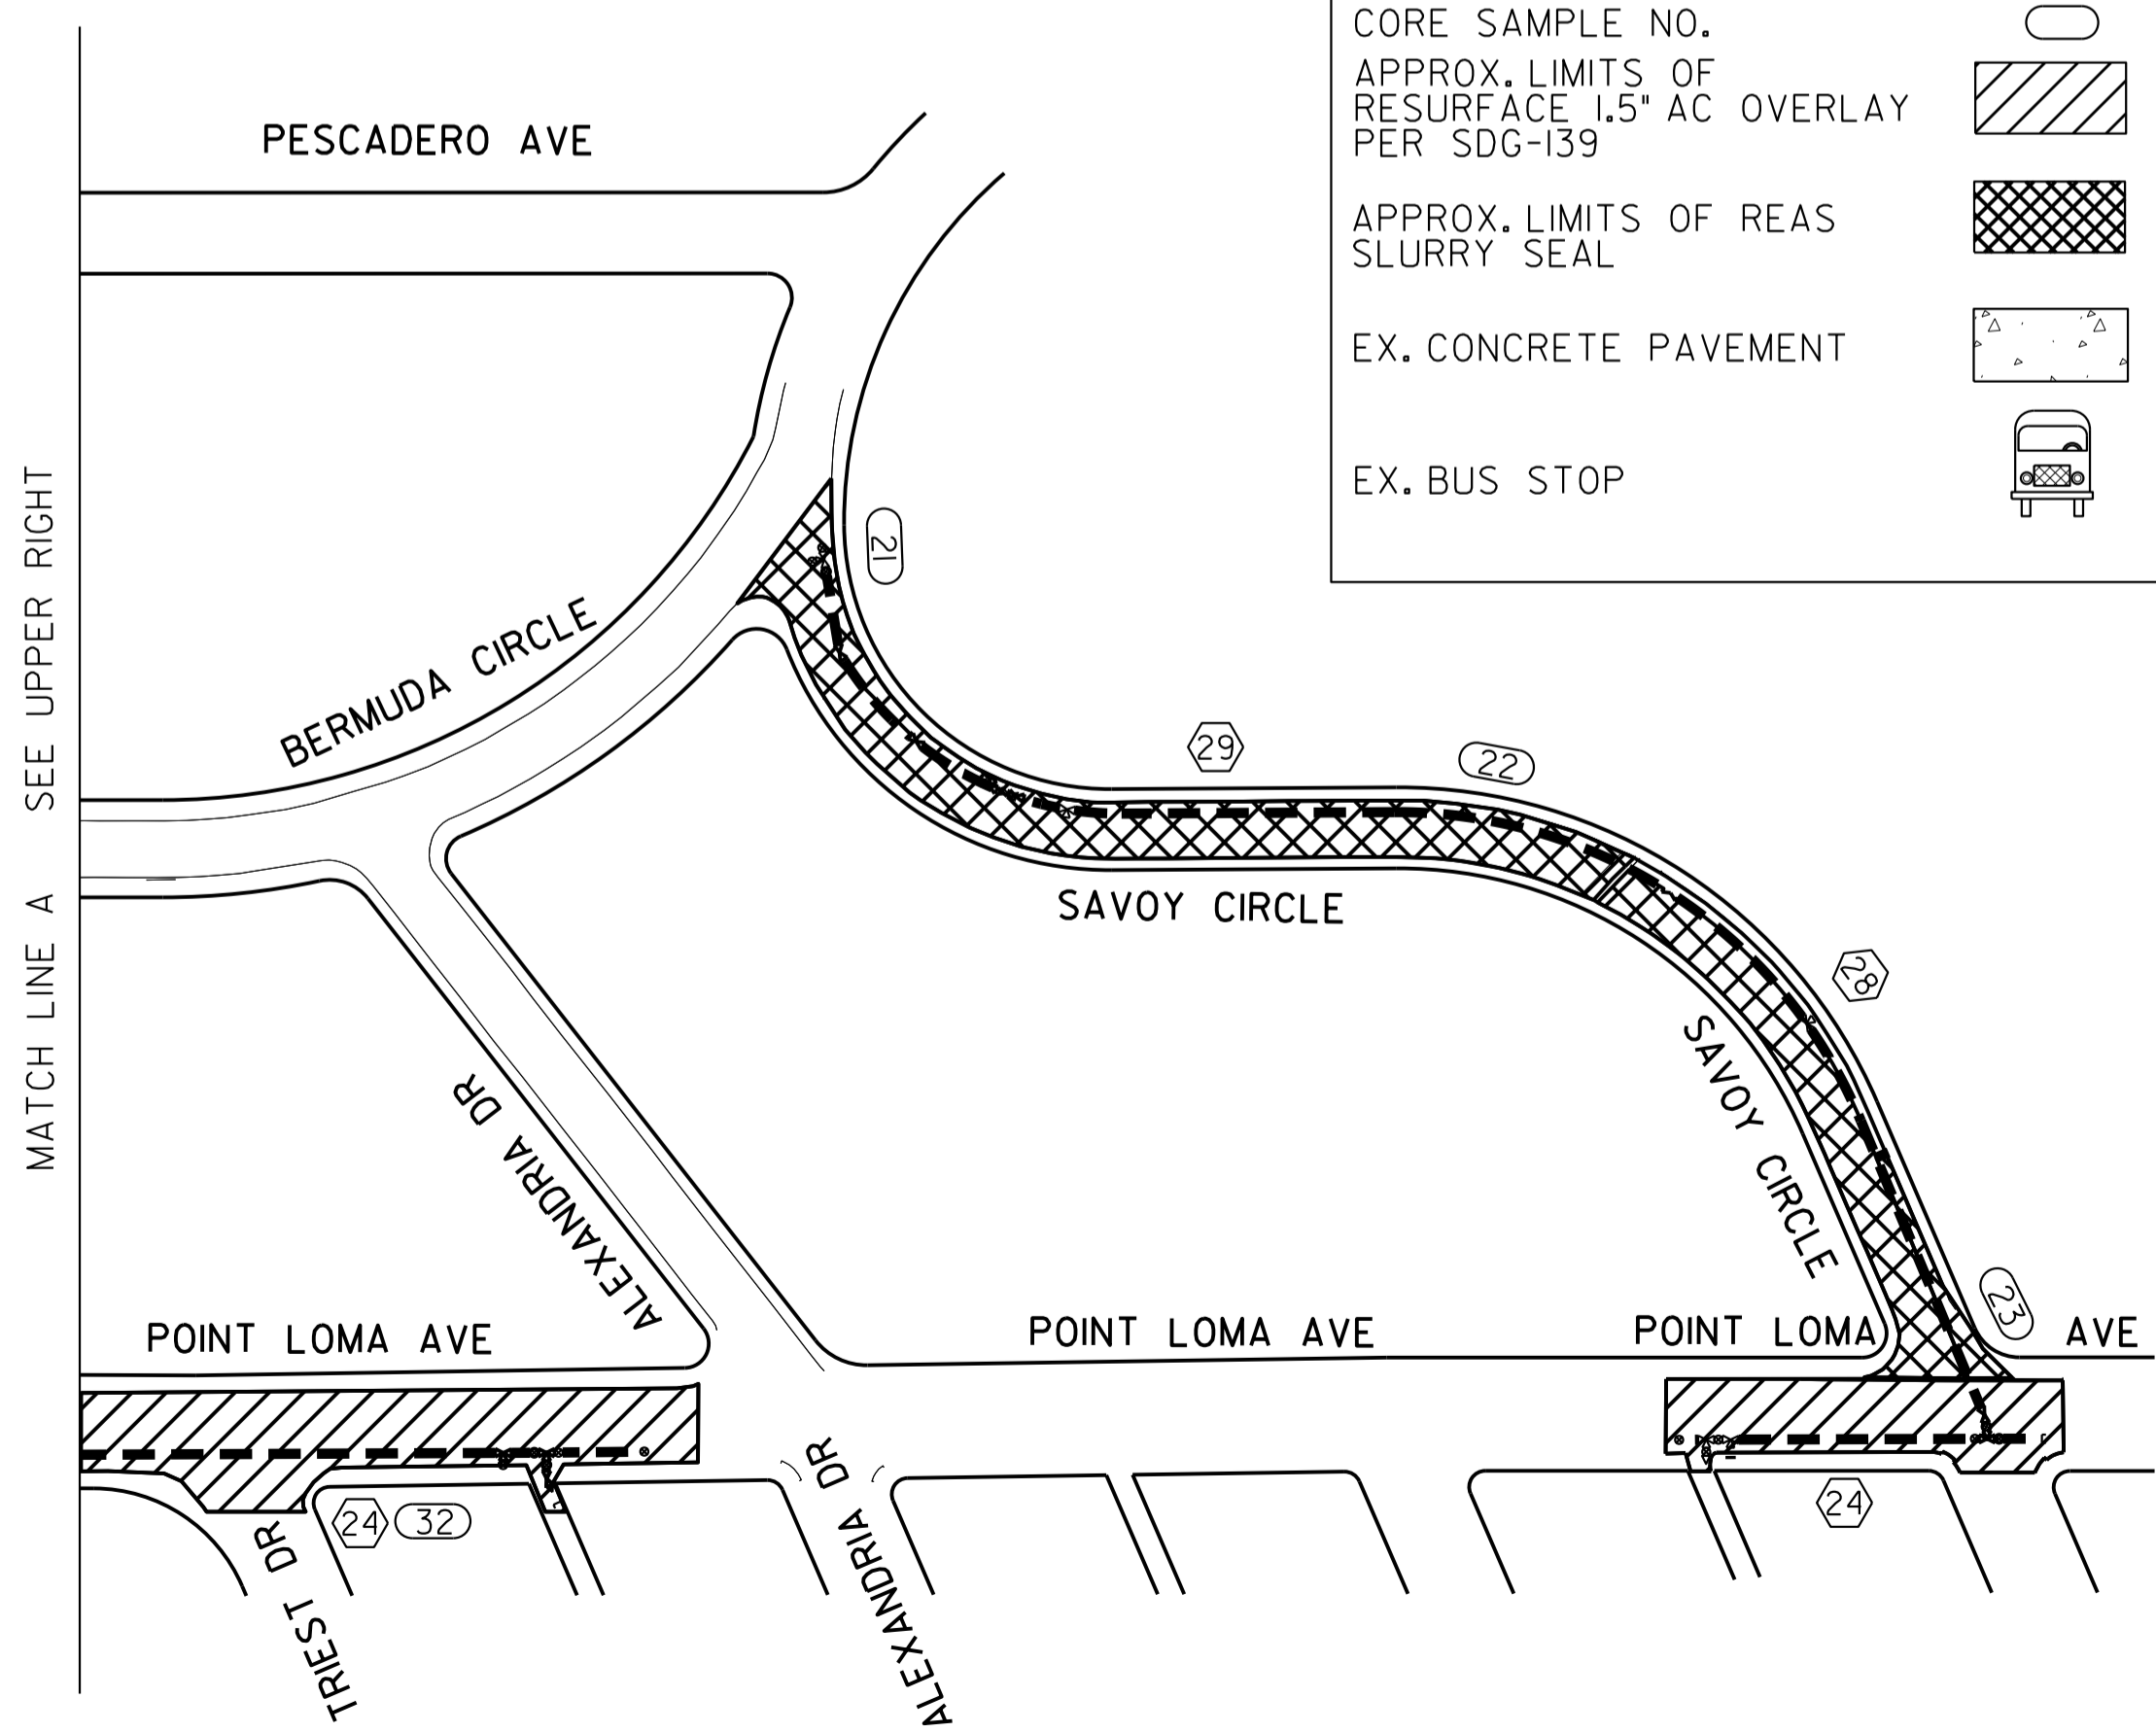 CORE SAMPLE NO.
APPROX. LIMITS OF
RESURFACE 1.5" AC OVERLAY
PER SDG-139
APPROX. LIMITS OF REAS
SLURRY SEAL
EX. CONCRETE PAVEMENT
EX. BUS STOP
PESCADERO AVE
MATCH LINE A SEE UPPER RIGHT
BERMUDA CIRCLE
21
29
22
SAVOY CIRCLE
28
SAVOY CIRCLE
ALEXANDRIA DR
23
POINT LOMA AVE
POINT LOMA AVE
POINT LOMA AVE
24
32
24
TRIEST DR
ALEXANDRIA DR